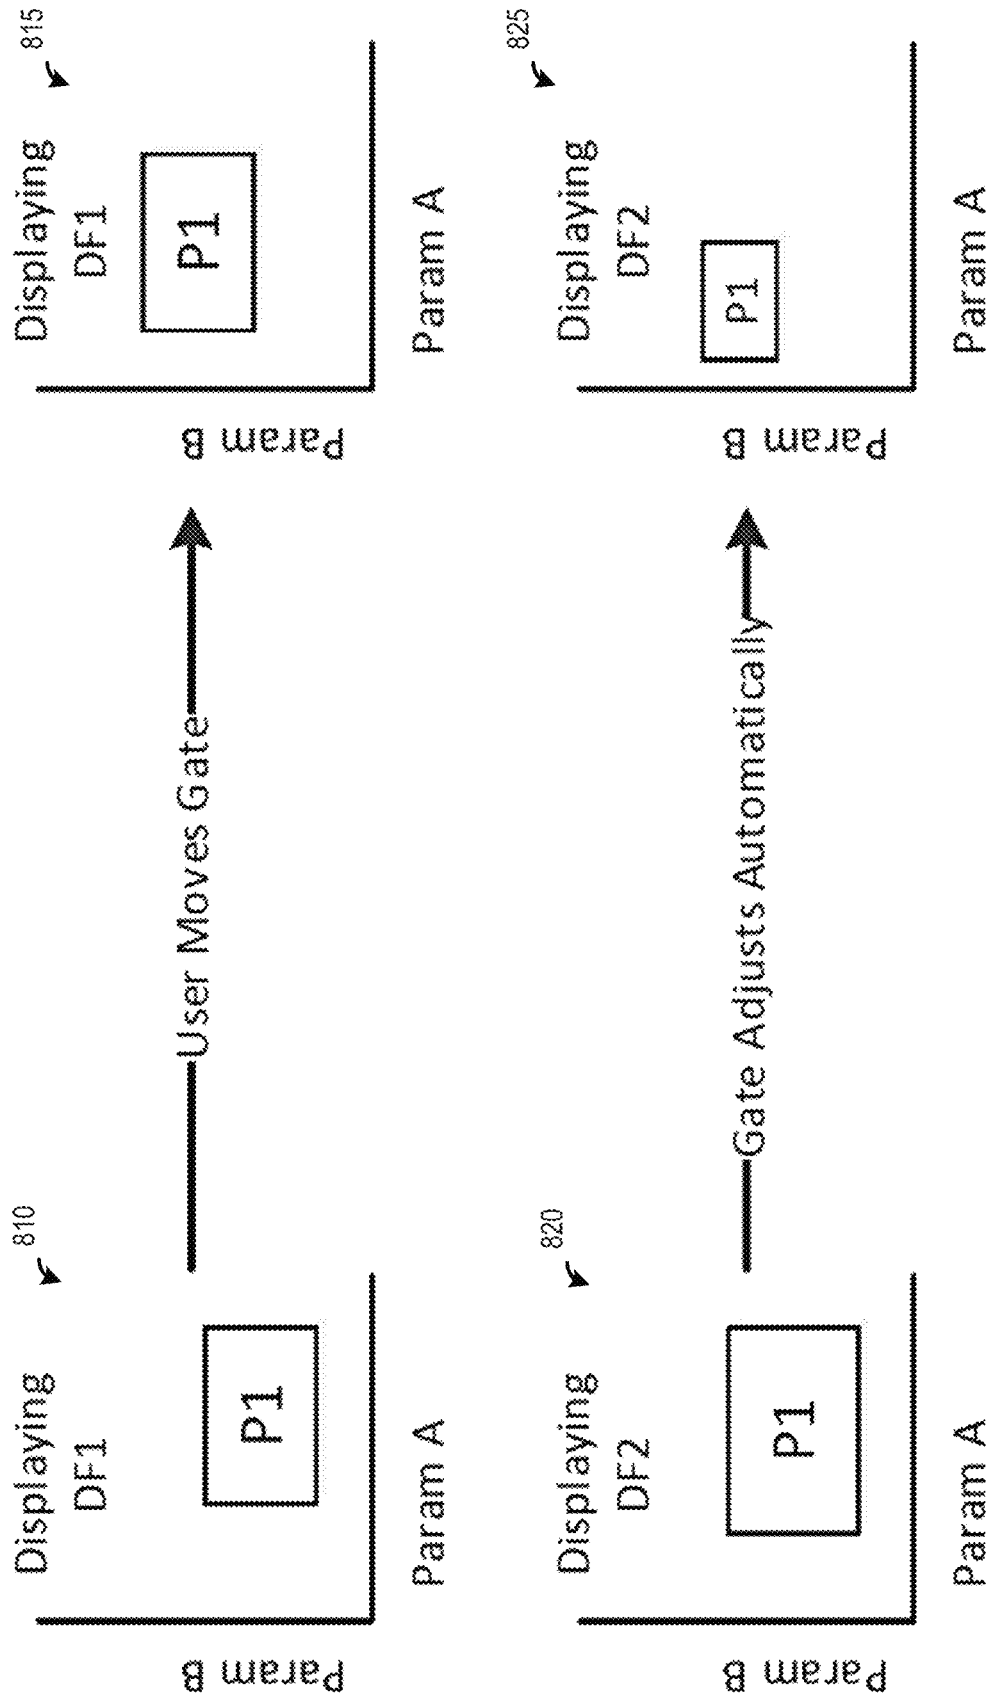 Displaying
DF1
810
P1
Param B
Param A
User Moves Gate
Displaying
DF1
815
P1
Param B
Param A
Displaying
DF2
820
P1
Param B
Param A
Gate Adjusts Automatically
Displaying
DF2
825
P1
Param B
Param A